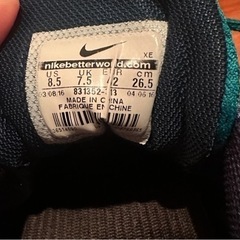 XE
nikebetterworld.com
US UK EUR cm
8.5 7.5 42 26.5
MADE IN CHINA
FABRIQUE EN CHINE